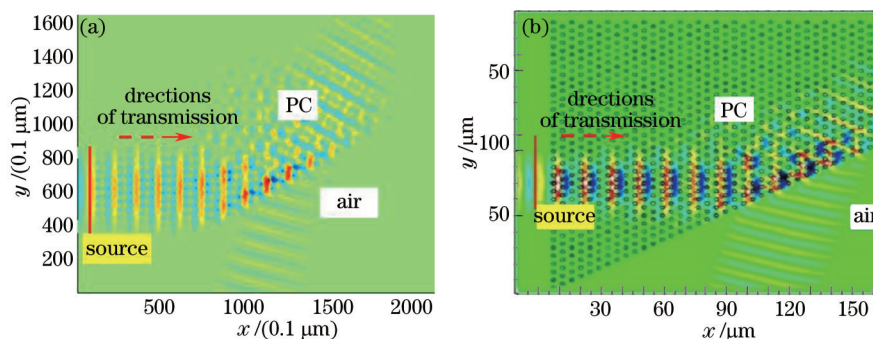 (a)
1600
1400
1200
1000
800
600
400
200
y /(0.1 μm)
drections
of transmission
PC
air
source
500
1000
1500
2000
x /(0.1 μm)
(b)
50
100
50
y /μm
drections
of transmission
PC
source
air
30
60
90
120
150
x /μm